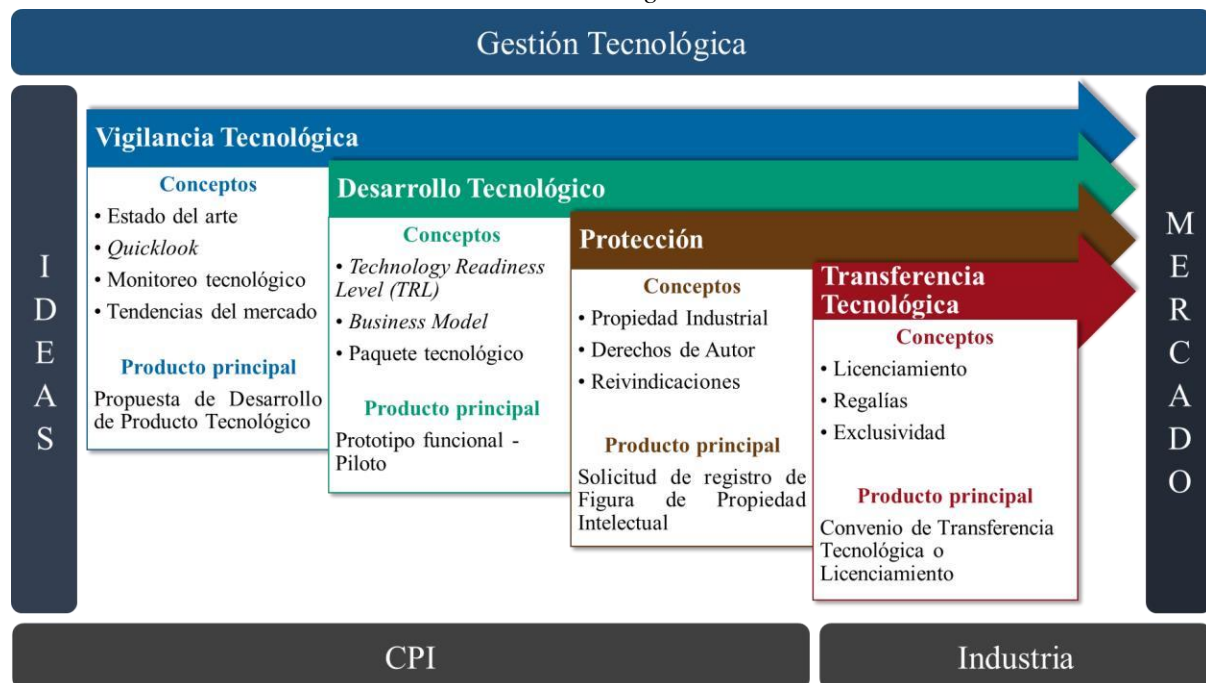 Gestión Tecnológica
IDEAS
Vigilancia Tecnológica
Conceptos
• Estado del arte
• Quicklook
• Monitoreo tecnológico
• Tendencias del mercado
Producto principal
Propuesta de Desarrollo
de Producto Tecnológico
Desarrollo Tecnológico
Conceptos
• Technology Readiness
Level (TRL)
• Business Model
• Paquete tecnológico
Producto principal
Prototipo funcional -
Piloto
Protección
Conceptos
• Propiedad Industrial
• Derechos de Autor
• Reivindicaciones
Producto principal
Solicitud de registro de
Figura de Propiedad
Intelectual
Transferencia
Tecnológica
Conceptos
• Licenciamiento
• Regalías
• Exclusividad
Producto principal
Convenio de Transferencia
Tecnológica o
Licenciamiento
MERCADO
CPI
Industria